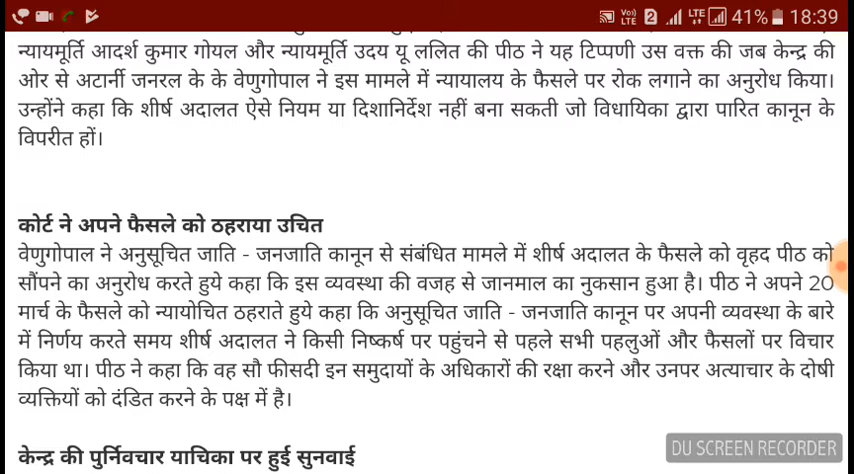 Vo)) LTE 2 LTE 41% 18:39
न्यायमूर्ति आदर्श कुमार गोयल और न्यायमूर्ति उदय यू ललित की पीठ ने यह टिप्पणी उस वक्त की जब केन्द्र की
ओर से अटार्नी जनरल के के वेणुगोपाल ने इस मामले में न्यायालय के फैसले पर रोक लगाने का अनुरोध किया।
उन्होंने कहा कि शीर्ष अदालत ऐसे नियम या दिशानिर्देश नहीं बना सकती जो विधायिका द्वारा पारित कानून के
विपरीत हों।
कोर्ट ने अपने फैसले को ठहराया उचित
वेणुगोपाल ने अनुसूचित जाति - जनजाति कानून से संबंधित मामले में शीर्ष अदालत के फैसले को वृहद पीठ को
सौंपने का अनुरोध करते हुये कहा कि इस व्यवस्था की वजह से जानमाल का नुकसान हुआ है। पीठ ने अपने 20
मार्च के फैसले को न्यायोचित ठहराते हुये कहा कि अनुसूचित जाति - जनजाति कानून पर अपनी व्यवस्था के बारे
में निर्णय करते समय शीर्ष अदालत ने किसी निष्कर्ष पर पहुंचने से पहले सभी पहलुओं और फैसलों पर विचार
किया था। पीठ ने कहा कि वह सौ फीसदी इन समुदायों के अधिकारों की रक्षा करने और उनपर अत्याचार के दोषी
व्यक्तियों को दंडित करने के पक्ष में है।
केन्द्र की पुर्निवचार याचिका पर हुई सुनवाई
DU SCREEN RECORDER